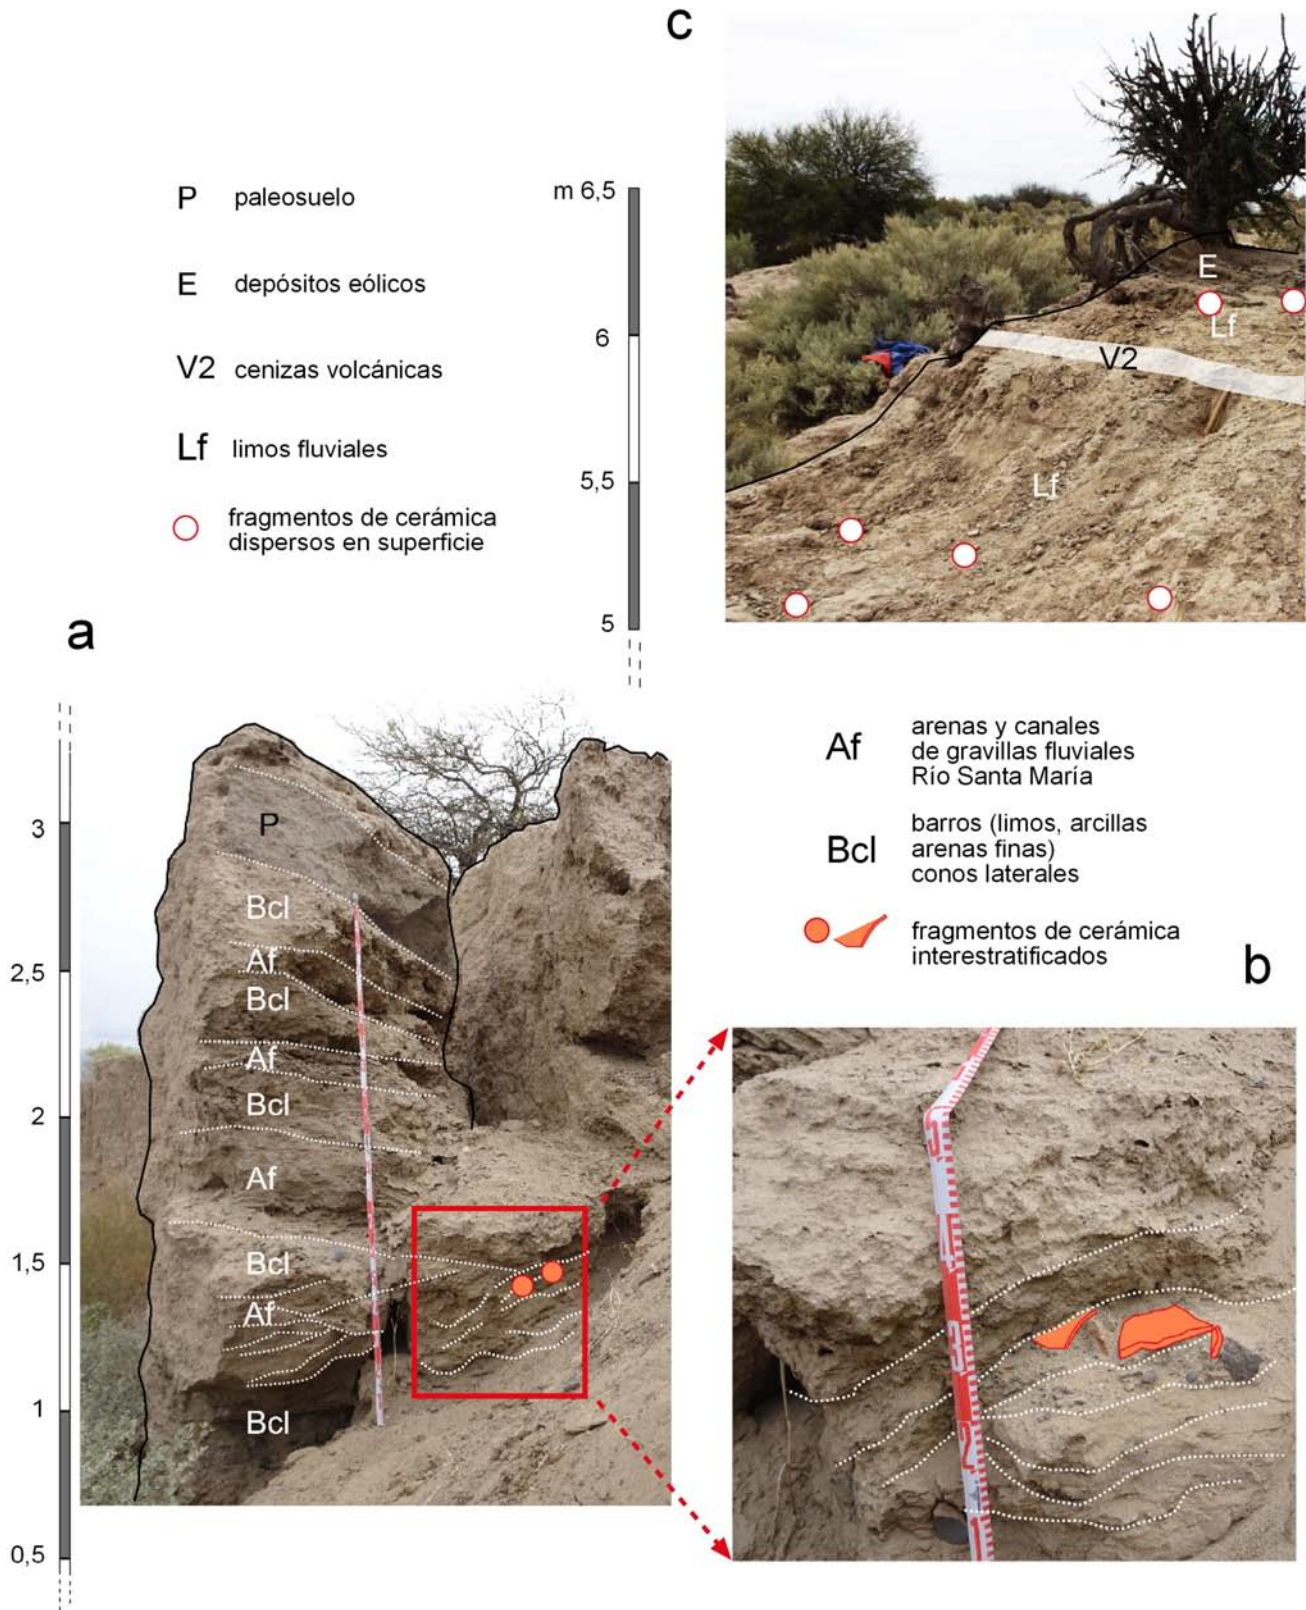 c
P paleosuelo
E depósitos eólicos
V2 cenizas volcánicas
Lf limos fluviales
fragmentos de cerámica
dispersos en superficie
m 6,5
6
5,5
5
E
Lf
V2
Lf
a
3
2,5
2
1,5
1
0,5
P
Bcl
Af
Bcl
Af
Bcl
Af
Bcl
Af
Bcl
Af arenas y canales
de gravillas fluviales
Río Santa María
Bcl barros (limos, arcillas
arenas finas)
conos laterales
fragmentos de cerámica
interestratificados
b